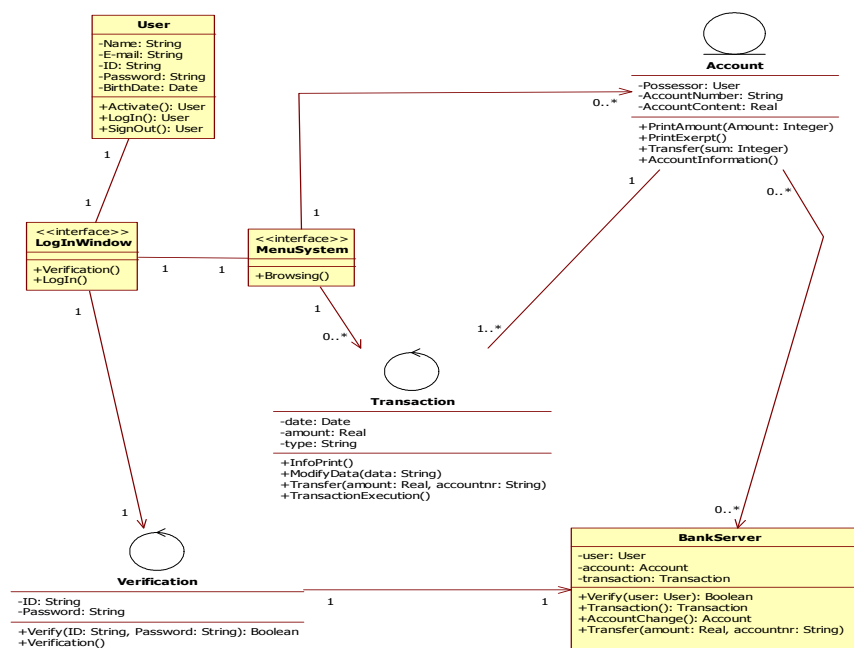 User
-Name: String
-E-mail: String
-ID: String
-Password: String
-BirthDate: Date
+Activate(): User
+LogIn(): User
+SignOut(): User
1
1
Account
-Possessor: User
-AccountNumber: String
-AccountContent: Real
+PrintAmount(Amount: Integer)
+PrintExerpt()
+Transfer(sum: Integer)
+AccountInformation()
0..*
1
1
0..*
<<interface>>
LogInWindow
+Verification()
+LogIn()
1
1
<<interface>>
MenuSystem
+Browsing()
1
1
0..*
1..*
Transaction
-date: Date
-amount: Real
-type: String
+InfoPrint()
+ModifyData(data: String)
+Transfer(amount: Real, accountnr: String)
+TransactionExecution()
1
0..*
Verification
-ID: String
-Password: String
+Verify(ID: String, Password: String): Boolean
+Verification()
1
1
BankServer
-user: User
-account: Account
-transaction: Transaction
+Verify(user: User): Boolean
+Transaction(): Transaction
+AccountChange(): Account
+Transfer(amount: Real, accountnr: String)